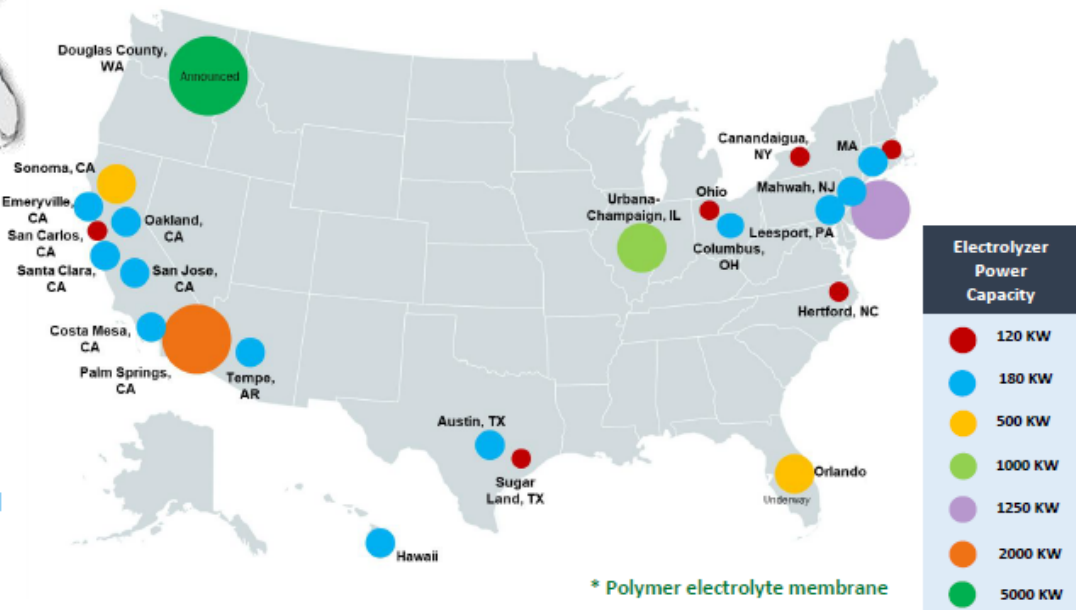 Douglas County,
WA
Announced
Sonoma, CA
Emeryville,
CA
Oakland,
CA
San Carlos,
CA
Santa Clara,
CA
San Jose,
CA
Costa Mesa,
CA
Palm Springs,
CA
Tempe,
AR
Austin, TX
Sugar
Land, TX
Hawaii
Urbana-
Champaign, IL
Ohio
Columbus,
OH
Canandaigua,
NY
MA
Mahwah, NJ
Leesport, PA
Hertford, NC
Orlando
Underway
* Polymer electrolyte membrane
Electrolyzer
Power
Capacity
120 KW
180 KW
500 KW
1000 KW
1250 KW
2000 KW
5000 KW